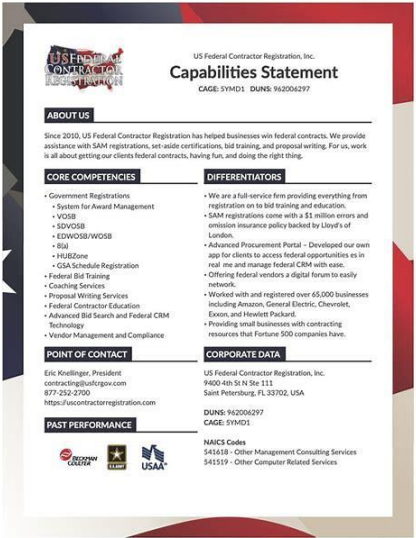 US FEDERAL
CONTRACTOR
REGISTRATION
US Federal Contractor Registration, Inc.
Capabilities Statement
CAGE: 5YMD1 DUNS: 962006297
ABOUT US
Since 2010, US Federal Contractor Registration has helped businesses win federal contracts. We provide
assistance with SAM registrations, set-aside certifications, bid training, and proposal writing. For us, work
is all about getting our clients federal contracts, having fun, and doing the right thing.
CORE COMPETENCIES
• Government Registrations
• System for Award Management
• VOSB
• SDVOSB
• EDWOSB/WOSB
• 8(a)
• HUBZone
• GSA Schedule Registration
• Federal Bid Training
• Coaching Services
• Proposal Writing Services
• Federal Contractor Education
• Advanced Bid Search and Federal CRM
Technology
• Vendor Management and Compliance
DIFFERENTIATORS
• We are a full-service firm providing everything from
registration on to bid training and education.
• SAM registrations come with a $1 million errors and
omission insurance policy backed by Lloyd's of
London.
• Advanced Procurement Portal – Developed our own
app for clients to access federal opportunities es in
real me and manage federal CRM with ease.
• Offering federal vendors a digital forum to easily
network.
• Worked with and registered over 65,000 businesses
including Amazon, General Electric, Chevrolet,
Exxon, and Hewlett Packard.
• Providing small businesses with contracting
resources that Fortune 500 companies have.
POINT OF CONTACT
Eric Knellinger, President
contracting@usfcrgov.com
877-252-2700
https://uscontractorregistration.com
CORPORATE DATA
US Federal Contractor Registration, Inc.
9400 4th St N Ste 111
Saint Petersburg, FL 33702, USA
DUNS: 962006297
CAGE: 5YMD1
NAICS Codes
541618 - Other Management Consulting Services
541519 - Other Computer Related Services
PAST PERFORMANCE
BECKMAN
COULTER
U.S. ARMY
USAA®